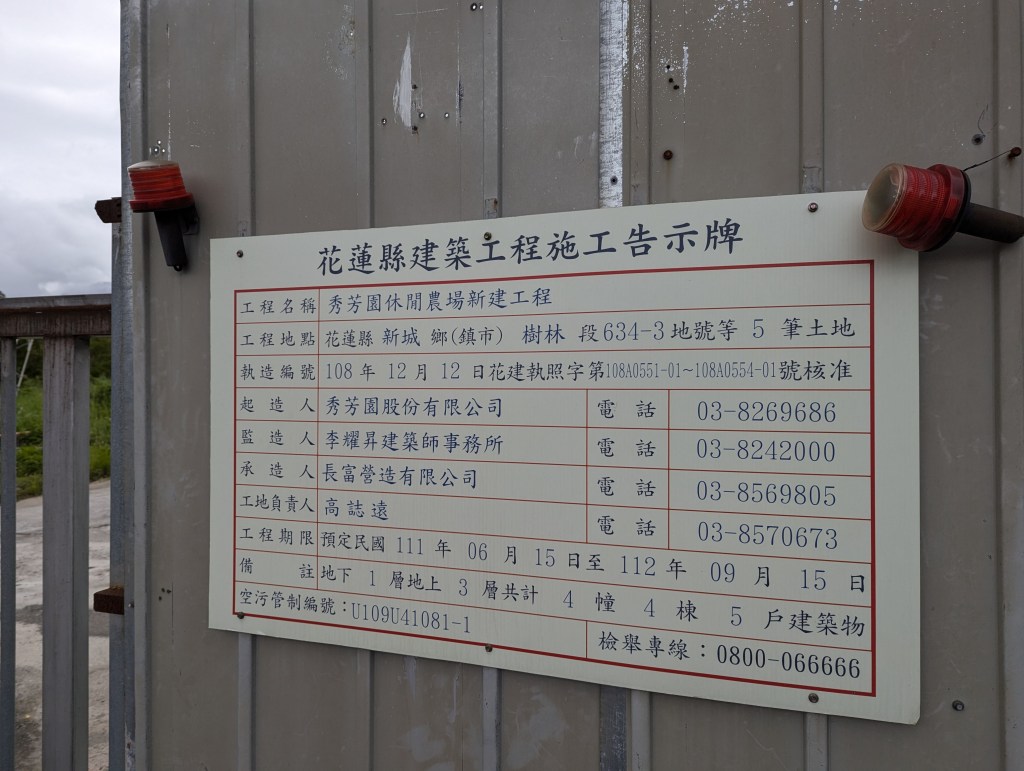 花蓮縣建築工程施工告示牌
工程名稱 秀芳園休閒農場新建工程
工程地點 花蓮縣 新城 鄉(鎮市) 樹林 段634-3地號等 5 筆土地
執造編號 108 年 12 月 12 日花建執照字第108A0551-01~108A0554-01號核准
起造人 秀芳園股份有限公司 電話 03-8269686
監造人 李耀昇建築師事務所 電話 03-8242000
承造人 長富營造有限公司 電話 03-8569805
工地負責人 高誌遠 電話 03-8570673
工程期限 預定民國 111 年 06 月 15 日至 112 年 09 月 15 日
備註 地下 1 層地上 3 層共計 4 幢 4 棟 5 戶建築物
空污管制編號：U109U41081-1 檢舉專線：0800-066666